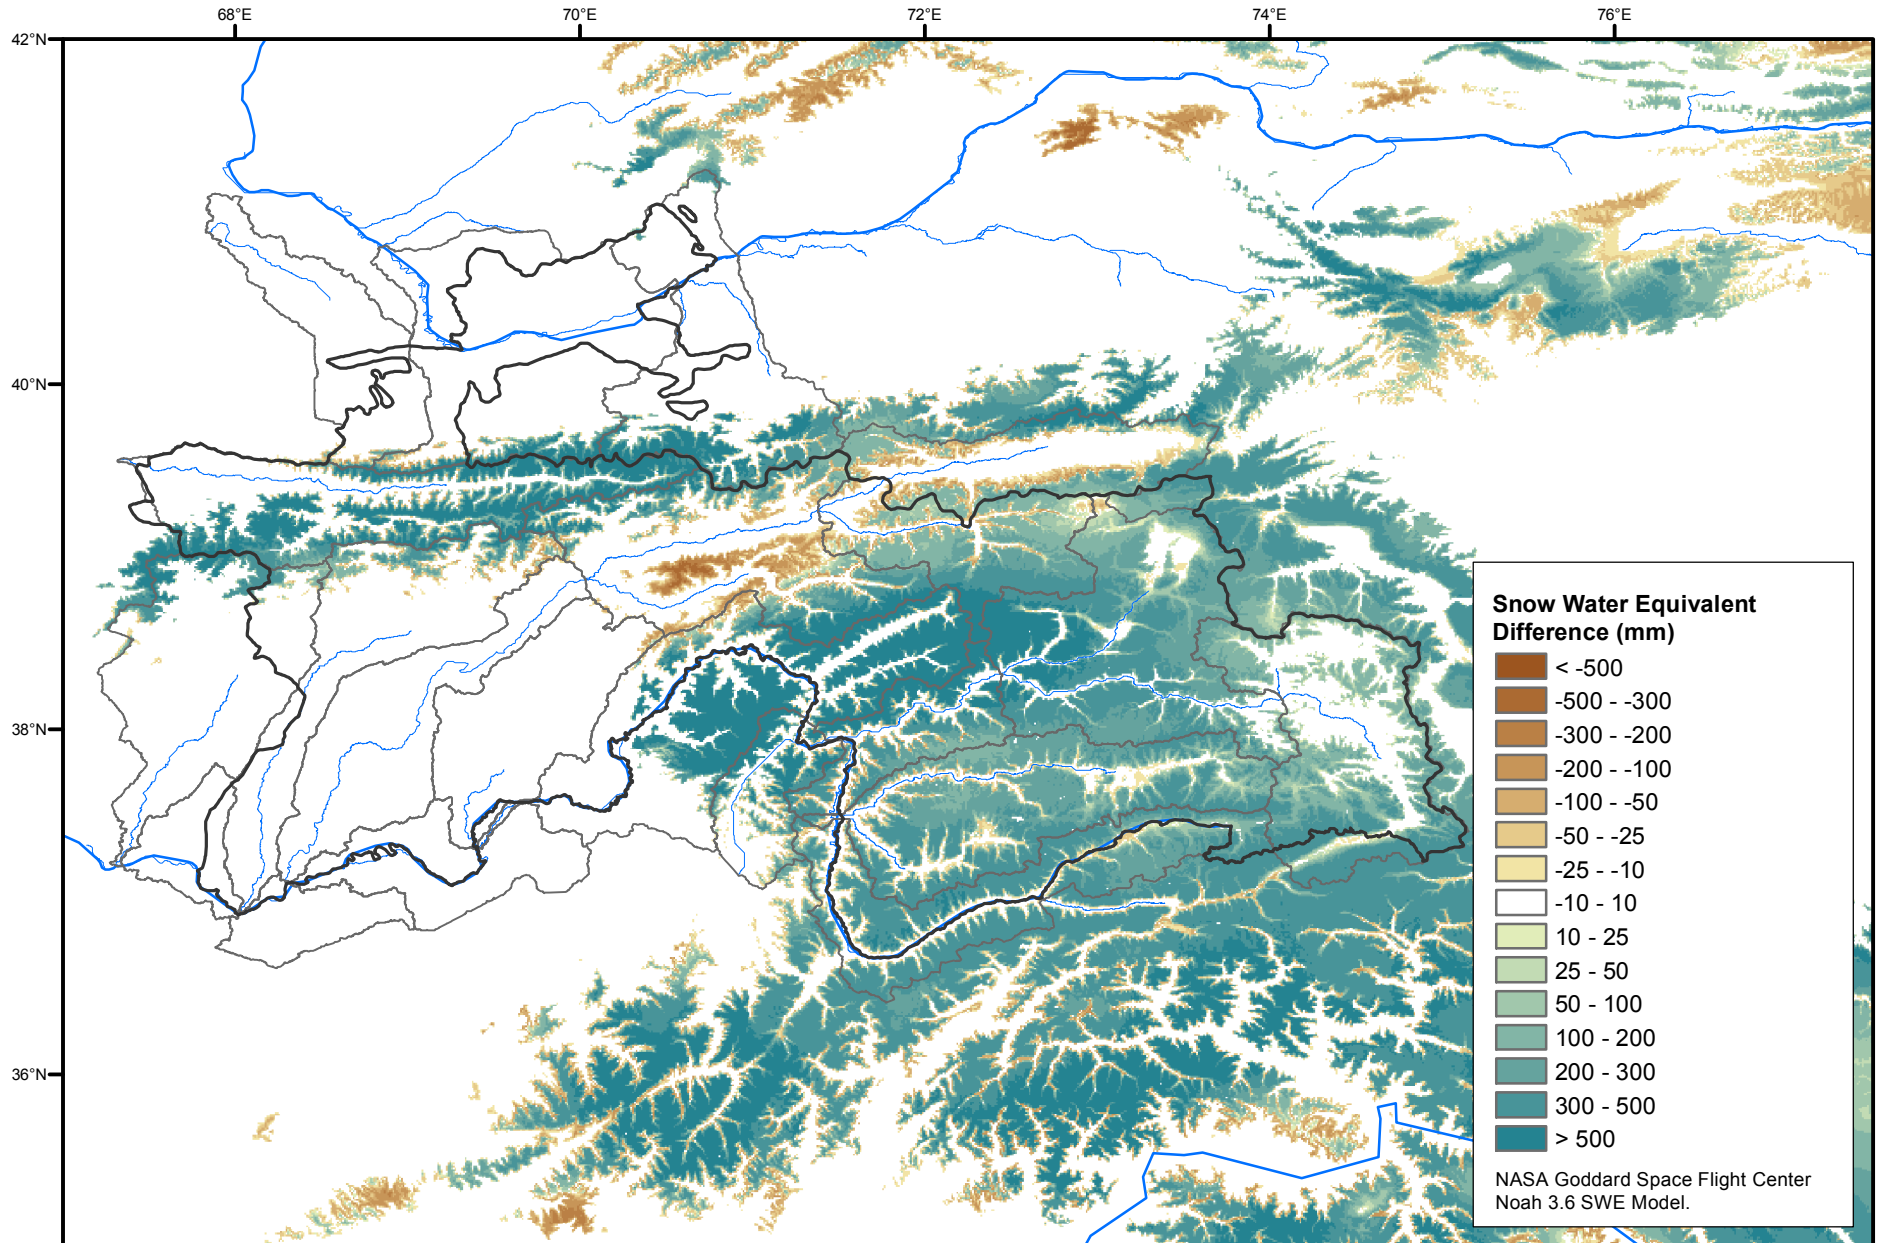 68°E
70°E
72°E
74°E
76°E
42°N
40°N
38°N
36°N
Snow Water Equivalent
Difference (mm)
< -500
-500 - -300
-300 - -200
-200 - -100
-100 - -50
-50 - -25
-25 - -10
-10 - 10
10 - 25
25 - 50
50 - 100
100 - 200
200 - 300
300 - 500
> 500
NASA Goddard Space Flight Center
Noah 3.6 SWE Model.